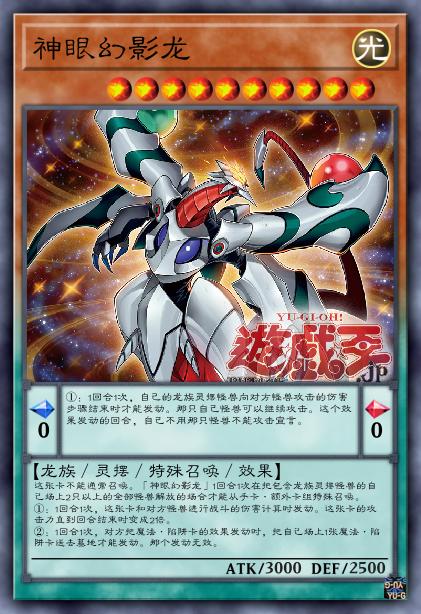 神眼幻影龙
光
YU-GI-OH!
遊戯王
.jp
①：1回合1次，自己的龙族灵摆怪兽向对方怪兽攻击的伤害
步骤结束时才能发动。那只自己怪兽可以继续攻击。这个效
果发动的回合，自己不用那只怪兽不能攻击宣言。
0
0
【龙族／灵摆／特殊召唤／效果】
这张卡不能通常召唤。「神眼幻影龙」1回合1次在把包含龙族灵摆怪兽的自
己场上2只以上的全部怪兽解放的场合才能从手卡·额外卡组特殊召唤。
①：1回合1次，这张卡和对方怪兽进行战斗的伤害计算时发动。这张卡的攻
击力直到回合结束时变成2倍。
②：1回合1次，对方把魔法·陷阱卡的效果发动时，把自己场上1张魔法·陷
阱卡送去墓地才能发动。那个发动无效。
ATK/3000 DEF/2500